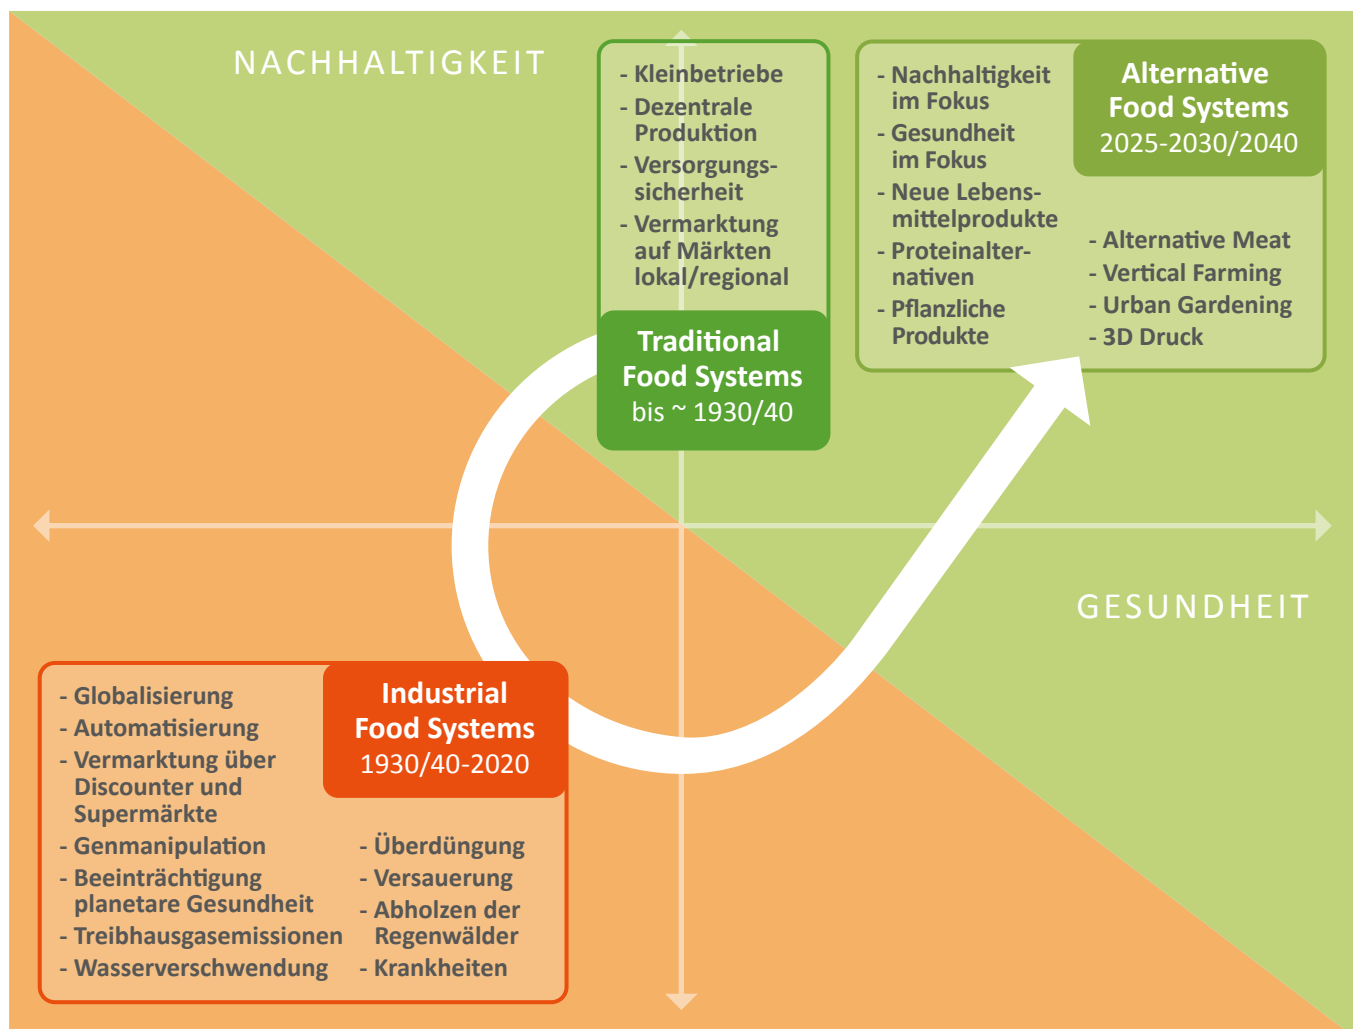 NACHHALTIGKEIT
- Kleinbetriebe
- Dezentrale
Produktion
- Versorgungs-
sicherheit
- Vermarktung
auf Märkten
lokal/regional
Traditional
Food Systems
bis ~ 1930/40
- Nachhaltigkeit
im Fokus
- Gesundheit
im Fokus
- Neue Lebens-
mittelprodukte
- Proteinalter-
nativen
- Pflanzliche
Produkte
Alternative
Food Systems
2025-2030/2040
- Alternative Meat
- Vertical Farming
- Urban Gardening
- 3D Druck
GESUNDHEIT
- Globalisierung
- Automatisierung
- Vermarktung über
Discounter und
Supermärkte
- Genmanipulation
- Beeinträchtigung
planetare Gesundheit
- Treibhausgasemissionen
- Wasserverschwendung
Industrial
Food Systems
1930/40-2020
- Überdüngung
- Versauerung
- Abholzen der
Regenwälder
- Krankheiten